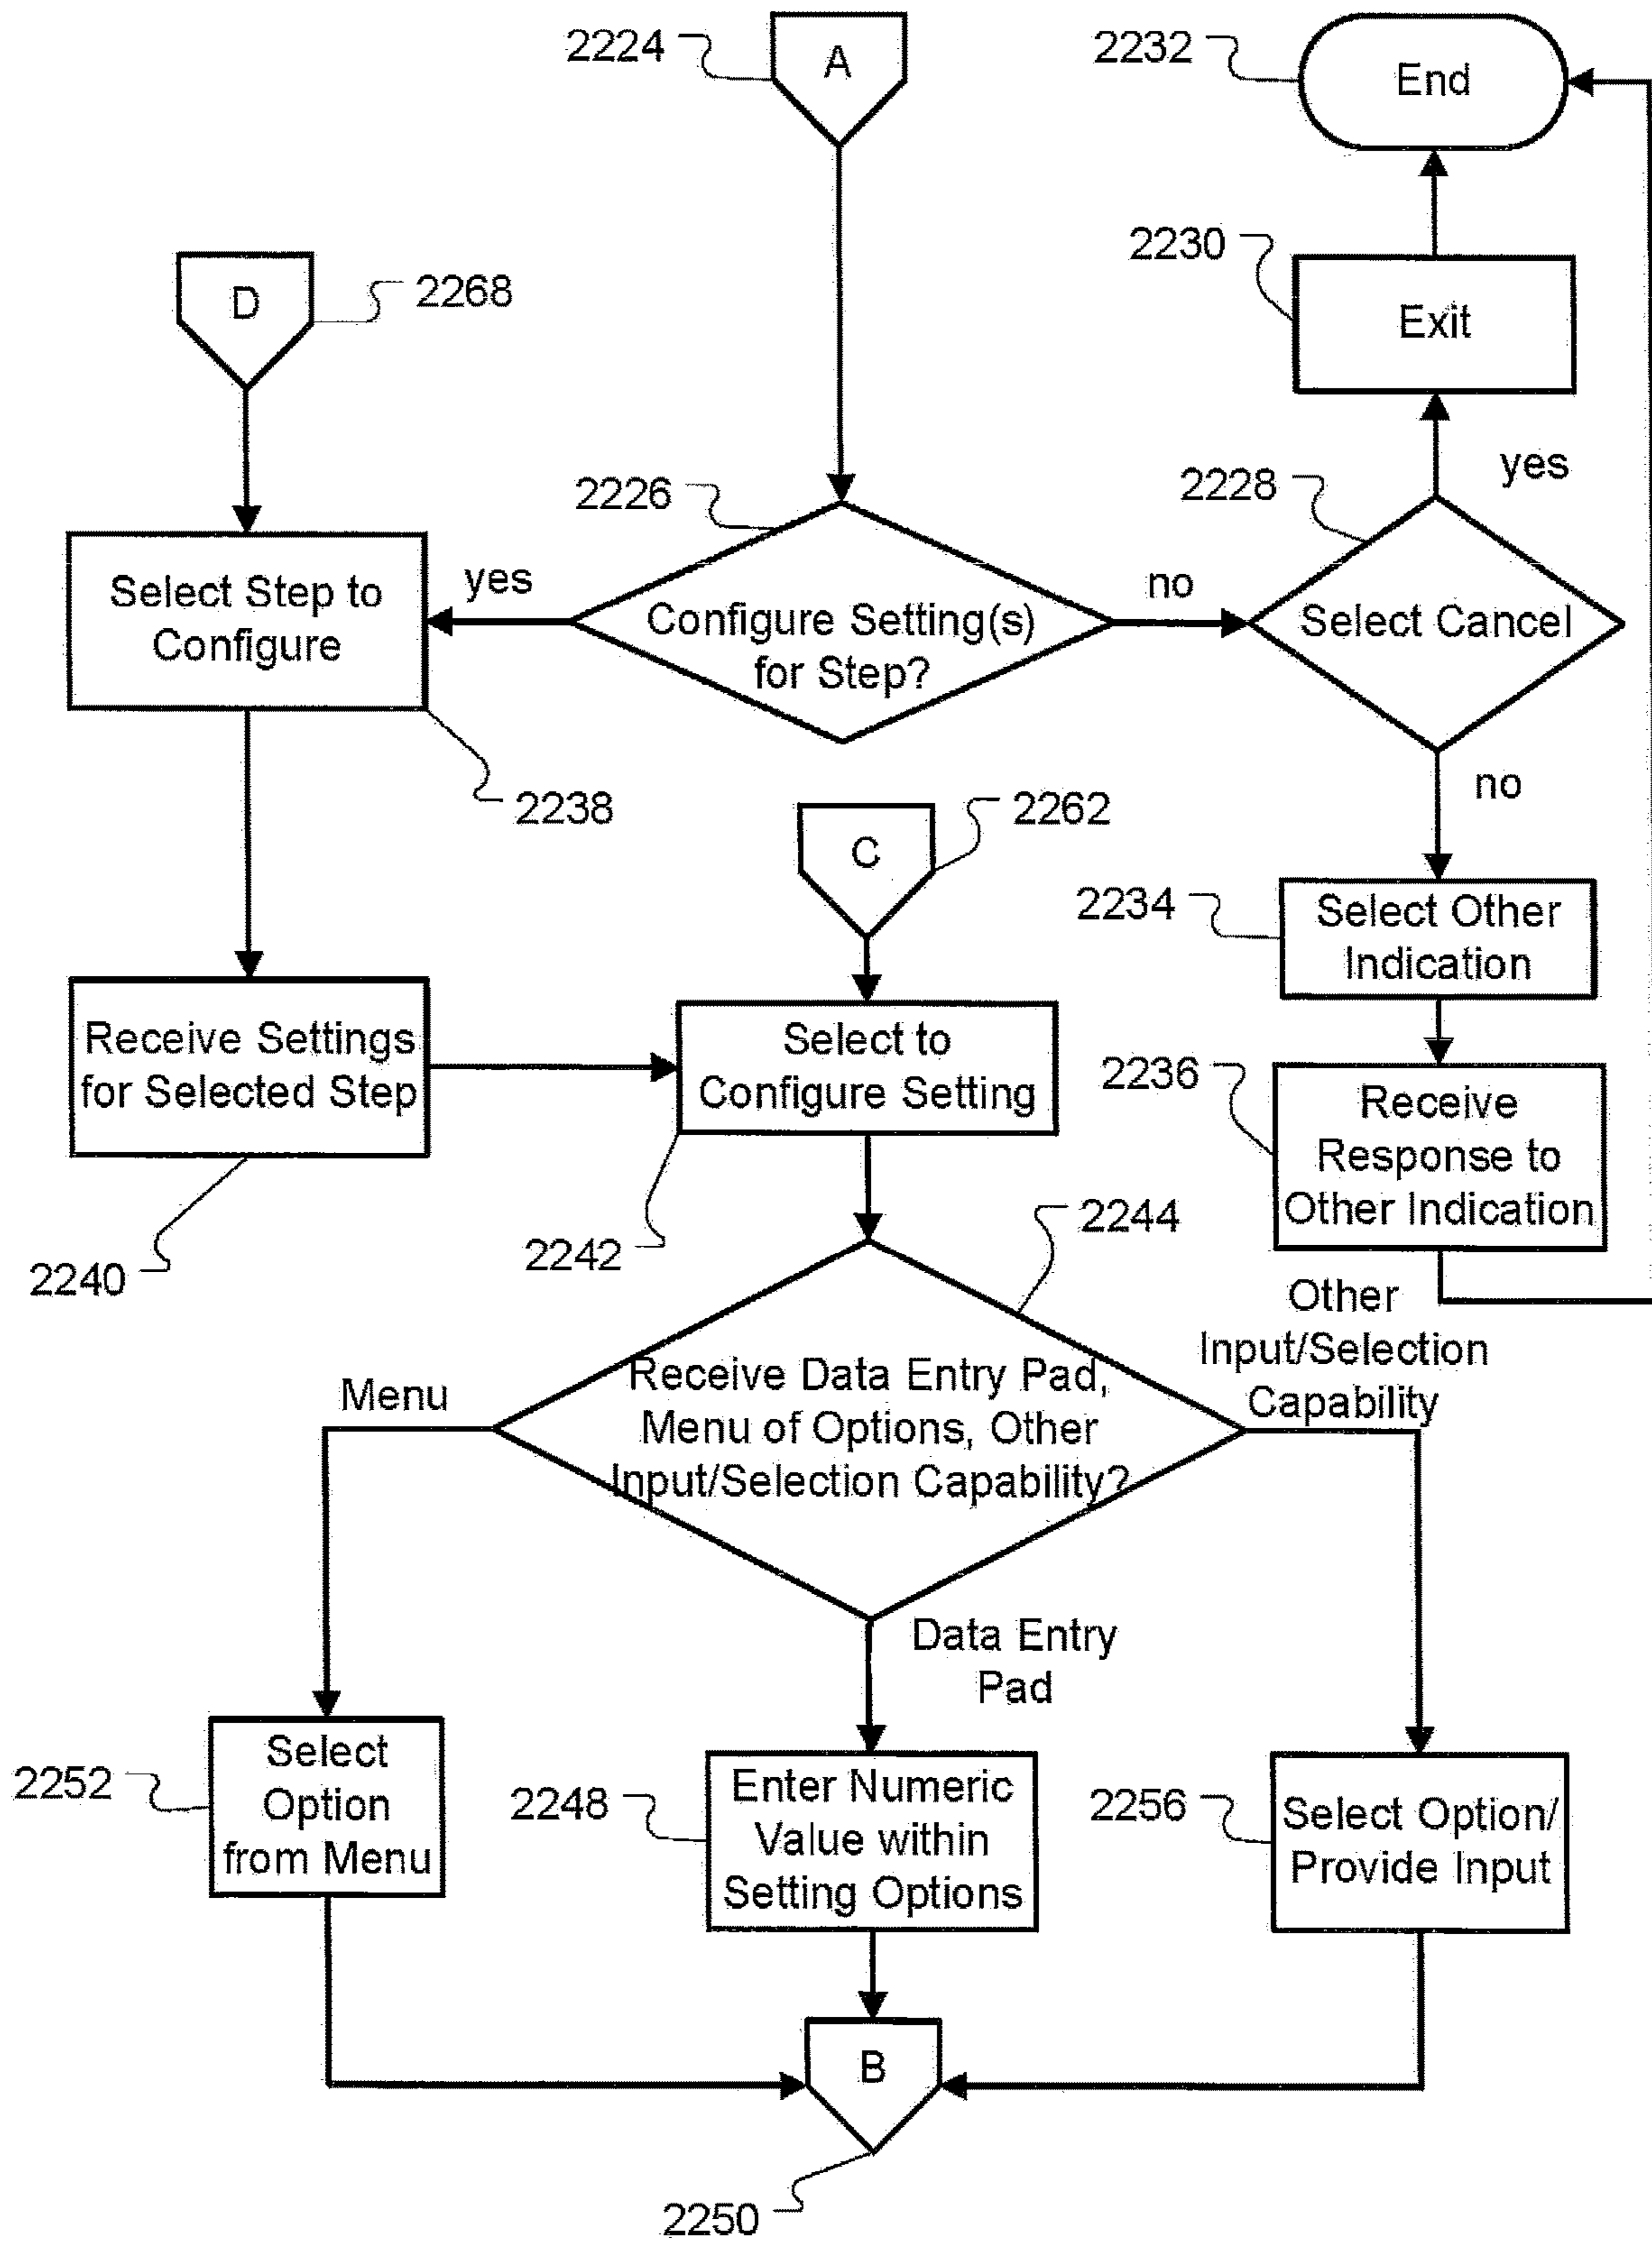 2224
A
2232
End
2230
Exit
D
2268
2226
2228
yes
Select Step to
Configure
yes
Configure Setting(s)
for Step?
no
Select Cancel
2238
no
C
2262
2234
Select Other
Indication
Receive Settings
for Selected Step
Select to
Configure Setting
2236
Receive
Response to
Other Indication
2240
2242
2244
Other
Input/Selection
Capability
Menu
Receive Data Entry Pad,
Menu of Options, Other
Input/Selection Capability?
Data Entry
Pad
2252
Select
Option
from Menu
2248
Enter Numeric
Value within
Setting Options
2256
Select Option/
Provide Input
B
2250